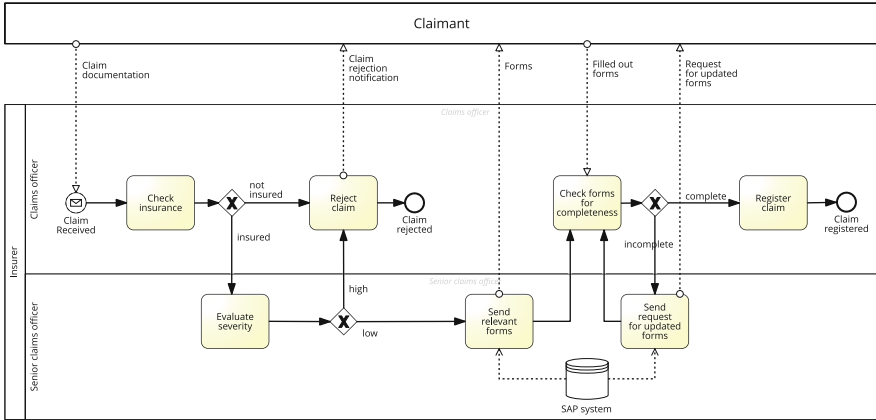 Claimant
Claim
documentation
Claim
rejection
notification
Forms
Filled out
forms
Request
for updated
forms
Insurer
Claims officer
Claims officer
Claim
Received
Check
insurance
not
insured
insured
Reject
claim
Claim
rejected
Check forms
for
completeness
complete
incomplete
Register
claim
Claim
registered
Senior claims officer
Senior claims officer
Evaluate
severity
high
low
Send
relevant
forms
Send
request
for updated
forms
SAP system